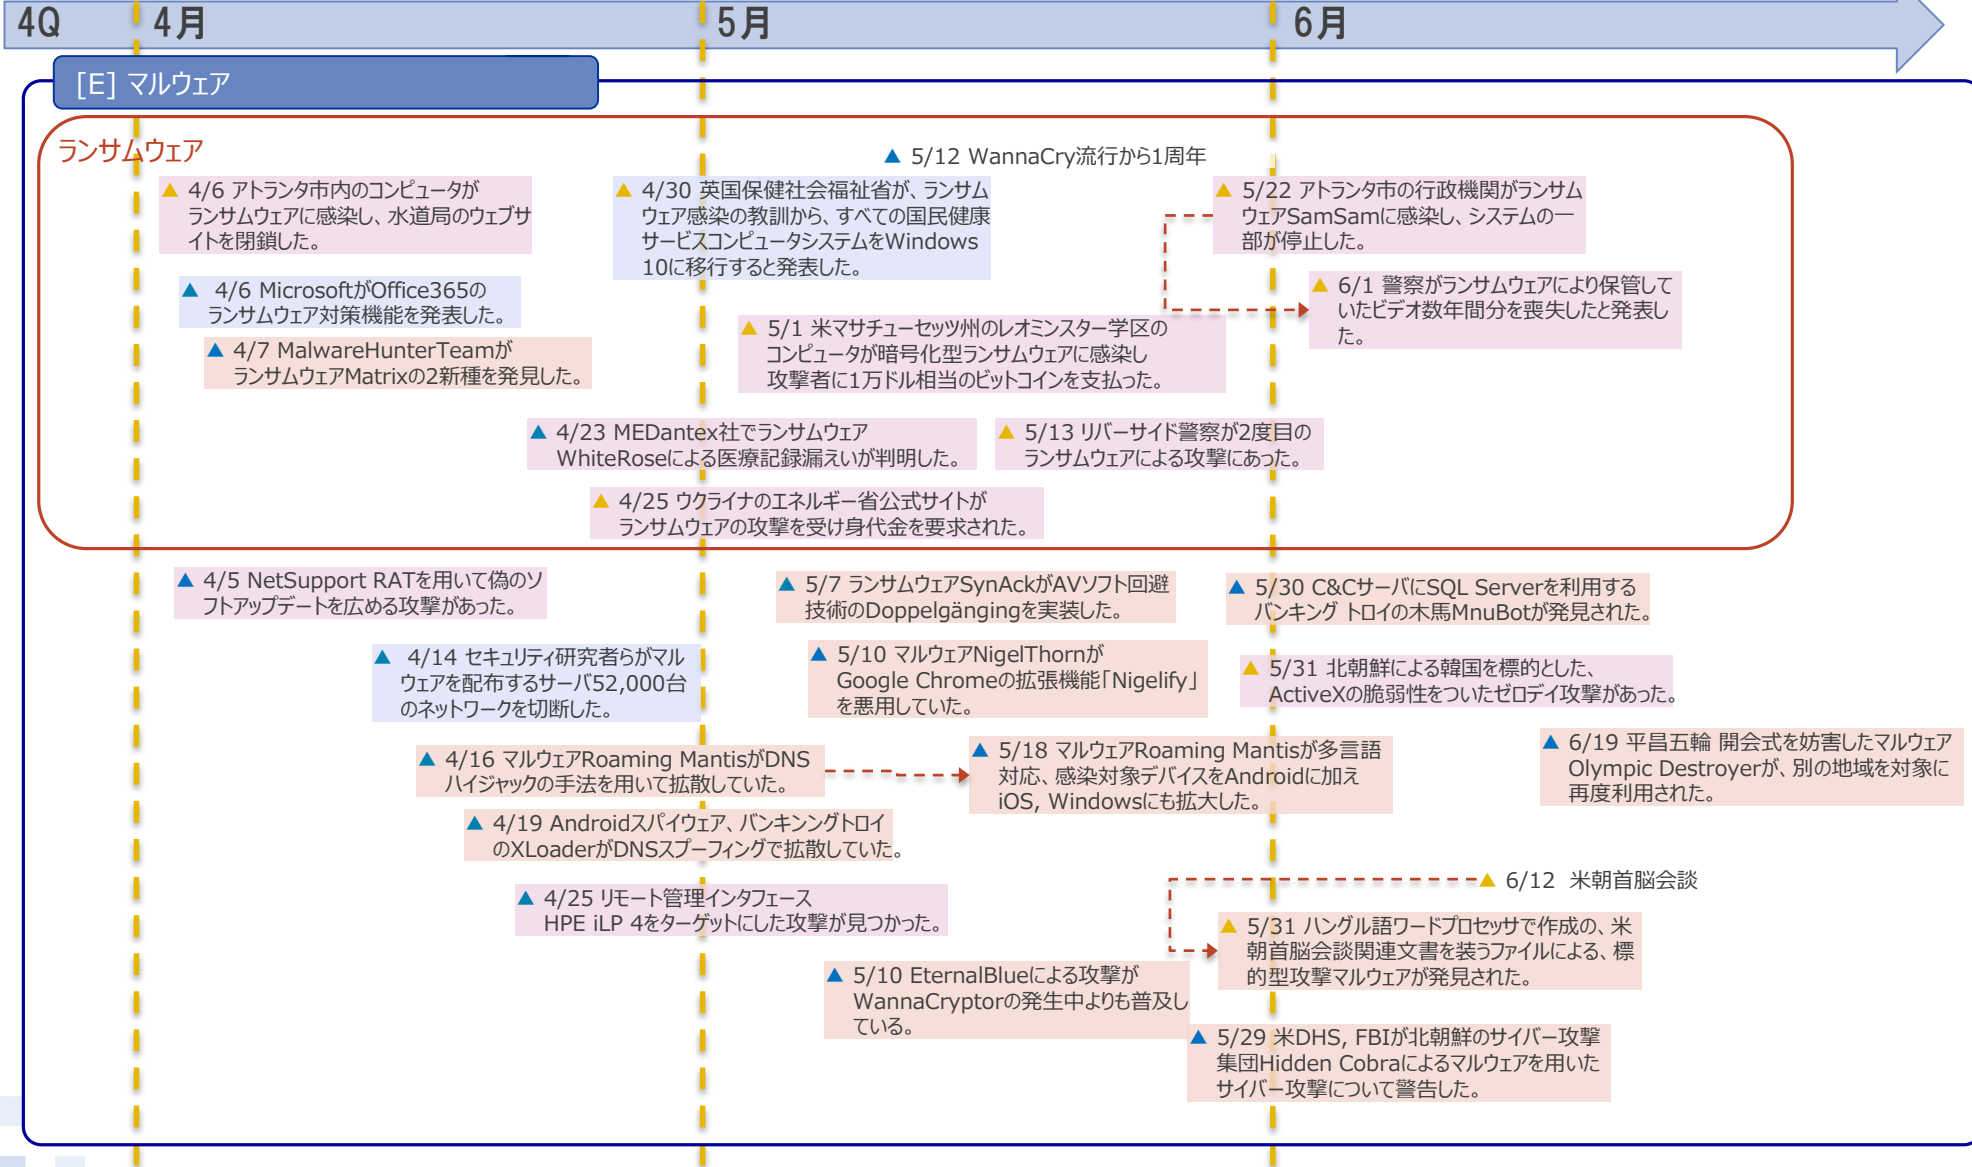 4Q 4月 5月 6月
[E] マルウェア
ランサムウェア
▲ 5/12 WannaCry流行から1周年
▲ 4/6 アトランタ市内のコンピュータが
ランサムウェアに感染し、水道局のウェブサ
イトを閉鎖した。
▲ 4/30 英国保健社会福祉省が、ランサム
ウェア感染の教訓から、すべての国民健康
サービスコンピュータシステムをWindows
10に移行すると発表した。
▲ 5/22 アトランタ市の行政機関がランサム
ウェアSamSamに感染し、システムの一
部が停止した。
▲ 4/6 MicrosoftがOffice365の
ランサムウェア対策機能を発表した。
▲ 6/1 警察がランサムウェアにより保管して
いたビデオ数年間分を喪失したと発表し
た。
▲ 4/7 MalwareHunterTeamが
ランサムウェアMatrixの2新種を発見した。
▲ 5/1 米マサチューセッツ州のレオミンスター学区の
コンピュータが暗号化型ランサムウェアに感染し
攻撃者に1万ドル相当のビットコインを支払った。
▲ 4/23 MEDantex社でランサムウェア
WhiteRoseによる医療記録漏えいが判明した。
▲ 5/13 リバーサイド警察が2度目の
ランサムウェアによる攻撃にあった。
▲ 4/25 ウクライナのエネルギー省公式サイトが
ランサムウェアの攻撃を受け身代金を要求された。
▲ 4/5 NetSupport RATを用いて偽のソ
フトアップデートを広める攻撃があった。
▲ 5/7 ランサムウェアSynAckがAVソフト回避
技術のDoppelgängingを実装した。
▲ 5/30 C&CサーバにSQL Serverを利用する
バンキング トロイの木馬MnuBotが発見された。
▲ 4/14 セキュリティ研究者らがマル
ウェアを配布するサーバ52,000台
のネットワークを切断した。
▲ 5/10 マルウェアNigelThornが
Google Chromeの拡張機能「Nigelify」
を悪用していた。
▲ 5/31 北朝鮮による韓国を標的とした、
ActiveXの脆弱性をついたゼロデイ攻撃があった。
▲ 4/16 マルウェアRoaming MantisがDNS
ハイジャックの手法を用いて拡散していた。
▲ 5/18 マルウェアRoaming Mantisが多言語
対応、感染対象デバイスをAndroidに加え
iOS, Windowsにも拡大した。
▲ 6/19 平昌五輪 開会式を妨害したマルウェア
Olympic Destroyerが、別の地域を対象に
再度利用された。
▲ 4/19 Androidスパイウェア、バンキンングトロイ
のXLoaderがDNSスプーフィングで拡散していた。
▲ 6/12 米朝首脳会談
▲ 4/25 リモート管理インタフェース
HPE iLP 4をターゲットにした攻撃が見つかった。
▲ 5/31 ハングル語ワードプロセッサで作成の、米
朝首脳会談関連文書を装うファイルによる、標
的型攻撃マルウェアが発見された。
▲ 5/10 EternalBlueによる攻撃が
WannaCryptorの発生中よりも普及し
ている。
▲ 5/29 米DHS, FBIが北朝鮮のサイバー攻撃
集団Hidden Cobraによるマルウェアを用いた
サイバー攻撃について警告した。